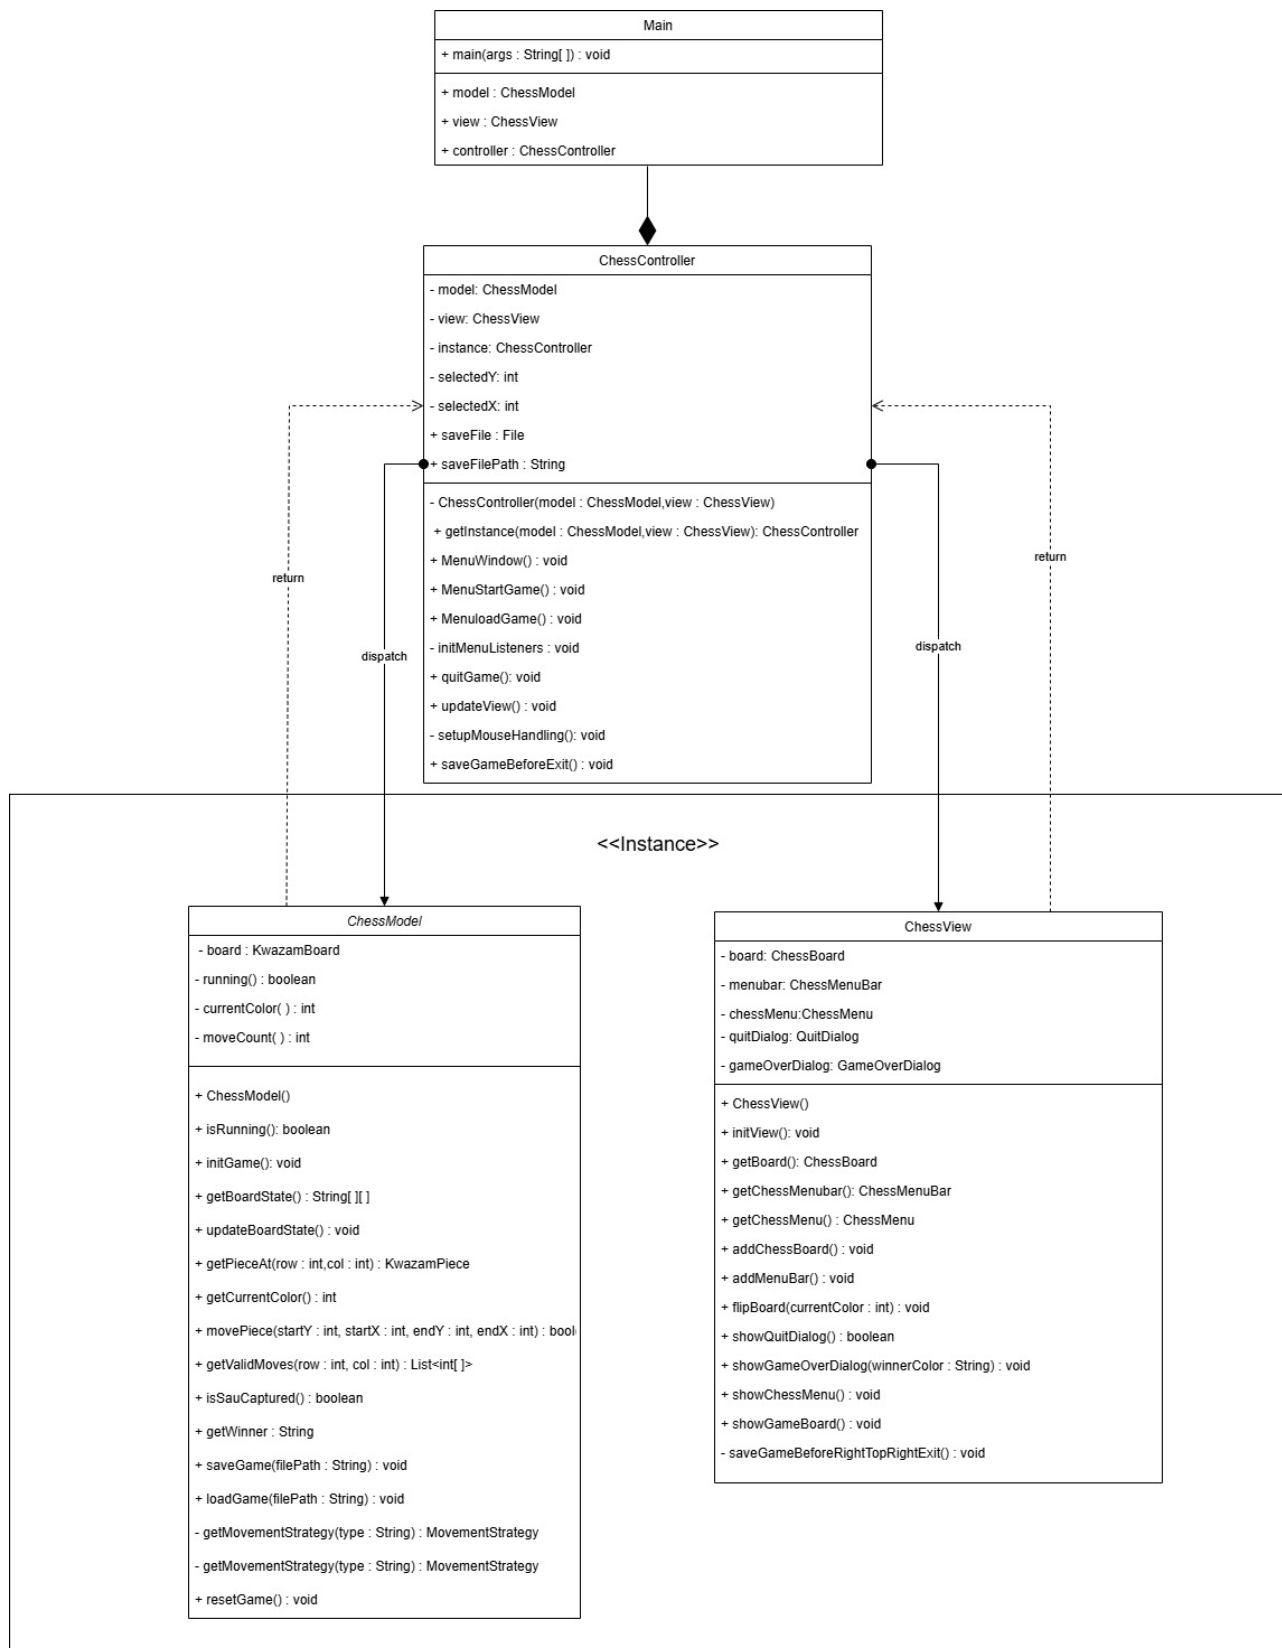 Main
+ main(args : String[ ]) : void
+ model : ChessModel
+ view : ChessView
+ controller : ChessController
ChessController
- model: ChessModel
- view: ChessView
- instance: ChessController
- selectedY: int
- selectedX: int
+ saveFile : File
+ saveFilePath : String
- ChessController(model : ChessModel,view : ChessView)
+ getInstance(model : ChessModel,view : ChessView): ChessController
+ MenuWindow() : void
+ MenuStartGame() : void
+ MenuloadGame() : void
- initMenuListeners : void
+ quitGame(): void
+ updateView() : void
- setupMouseHandling(): void
+ saveGameBeforeExit() : void
return
dispatch
return
dispatch
<<Instance>>
ChessModel
- board : KwazamBoard
- running() : boolean
- currentColor( ) : int
- moveCount( ) : int
+ ChessModel()
+ isRunning(): boolean
+ initGame(): void
+ getBoardState() : String[ ][ ]
+ updateBoardState() : void
+ getPieceAt(row : int,col : int) : KwazamPiece
+ getCurrentColor() : int
+ movePiece(startY : int, startX : int, endY : int, endX : int) : bool
+ getValidMoves(row : int, col : int) : List<int[ ]>
+ isSauCaptured() : boolean
+ getWinner : String
+ saveGame(filePath : String) : void
+ loadGame(filePath : String) : void
- getMovementStrategy(type : String) : MovementStrategy
- getMovementStrategy(type : String) : MovementStrategy
+ resetGame() : void
ChessView
- board: ChessBoard
- menubar: ChessMenuBar
- chessMenu:ChessMenu
- quitDialog: QuitDialog
- gameOverDialog: GameOverDialog
+ ChessView()
+ initView(): void
+ getBoard(): ChessBoard
+ getChessMenubar(): ChessMenuBar
+ getChessMenu() : ChessMenu
+ addChessBoard() : void
+ addMenuBar() : void
+ flipBoard(currentColor : int) : void
+ showQuitDialog() : boolean
+ showGameOverDialog(winnerColor : String) : void
+ showChessMenu() : void
+ showGameBoard() : void
- saveGameBeforeRightTopRightExit() : void